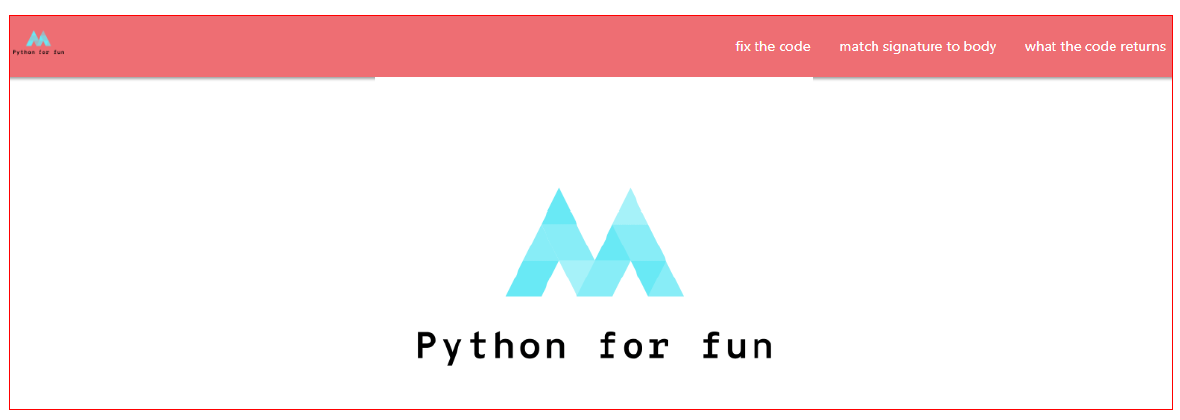 Python for fun
fix the code match signature to body what the code returns
Python for fun